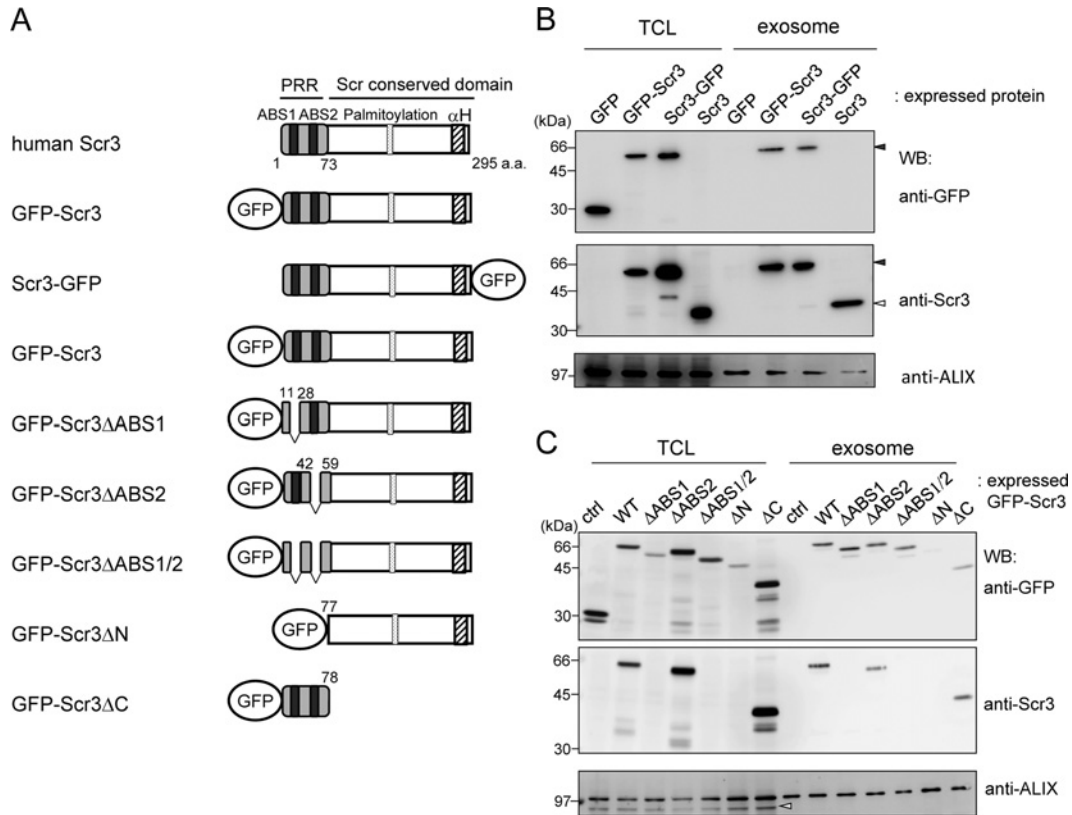 A
PRR Scr conserved domain
ABS1 ABS2 Palmitoylation αH
human Scr3
1 73 295 a.a.
GFP-Scr3
GFP
Scr3-GFP
GFP
GFP-Scr3
GFP
11 28
GFP-Scr3ΔABS1
GFP
42 59
GFP-Scr3ΔABS2
GFP
GFP-Scr3ΔABS1/2
GFP
77
GFP-Scr3ΔN
GFP
78
GFP-Scr3ΔC
GFP
B
TCL exosome
GFP GFP-Scr3 Scr3-GFP Scr3 GFP GFP-Scr3 Scr3-GFP Scr3
: expressed protein
(kDa)
66
45
30
WB:
anti-GFP
66
45
30
anti-Scr3
97
anti-ALIX
C
TCL exosome
ctrl WT ΔABS1 ΔABS2 ΔABS1/2 ΔN ΔC ctrl WT ΔABS1 ΔABS2 ΔABS1/2 ΔN ΔC
: expressed
GFP-Scr3
(kDa)
66
45
30
WB:
anti-GFP
66
45
30
anti-Scr3
97
anti-ALIX